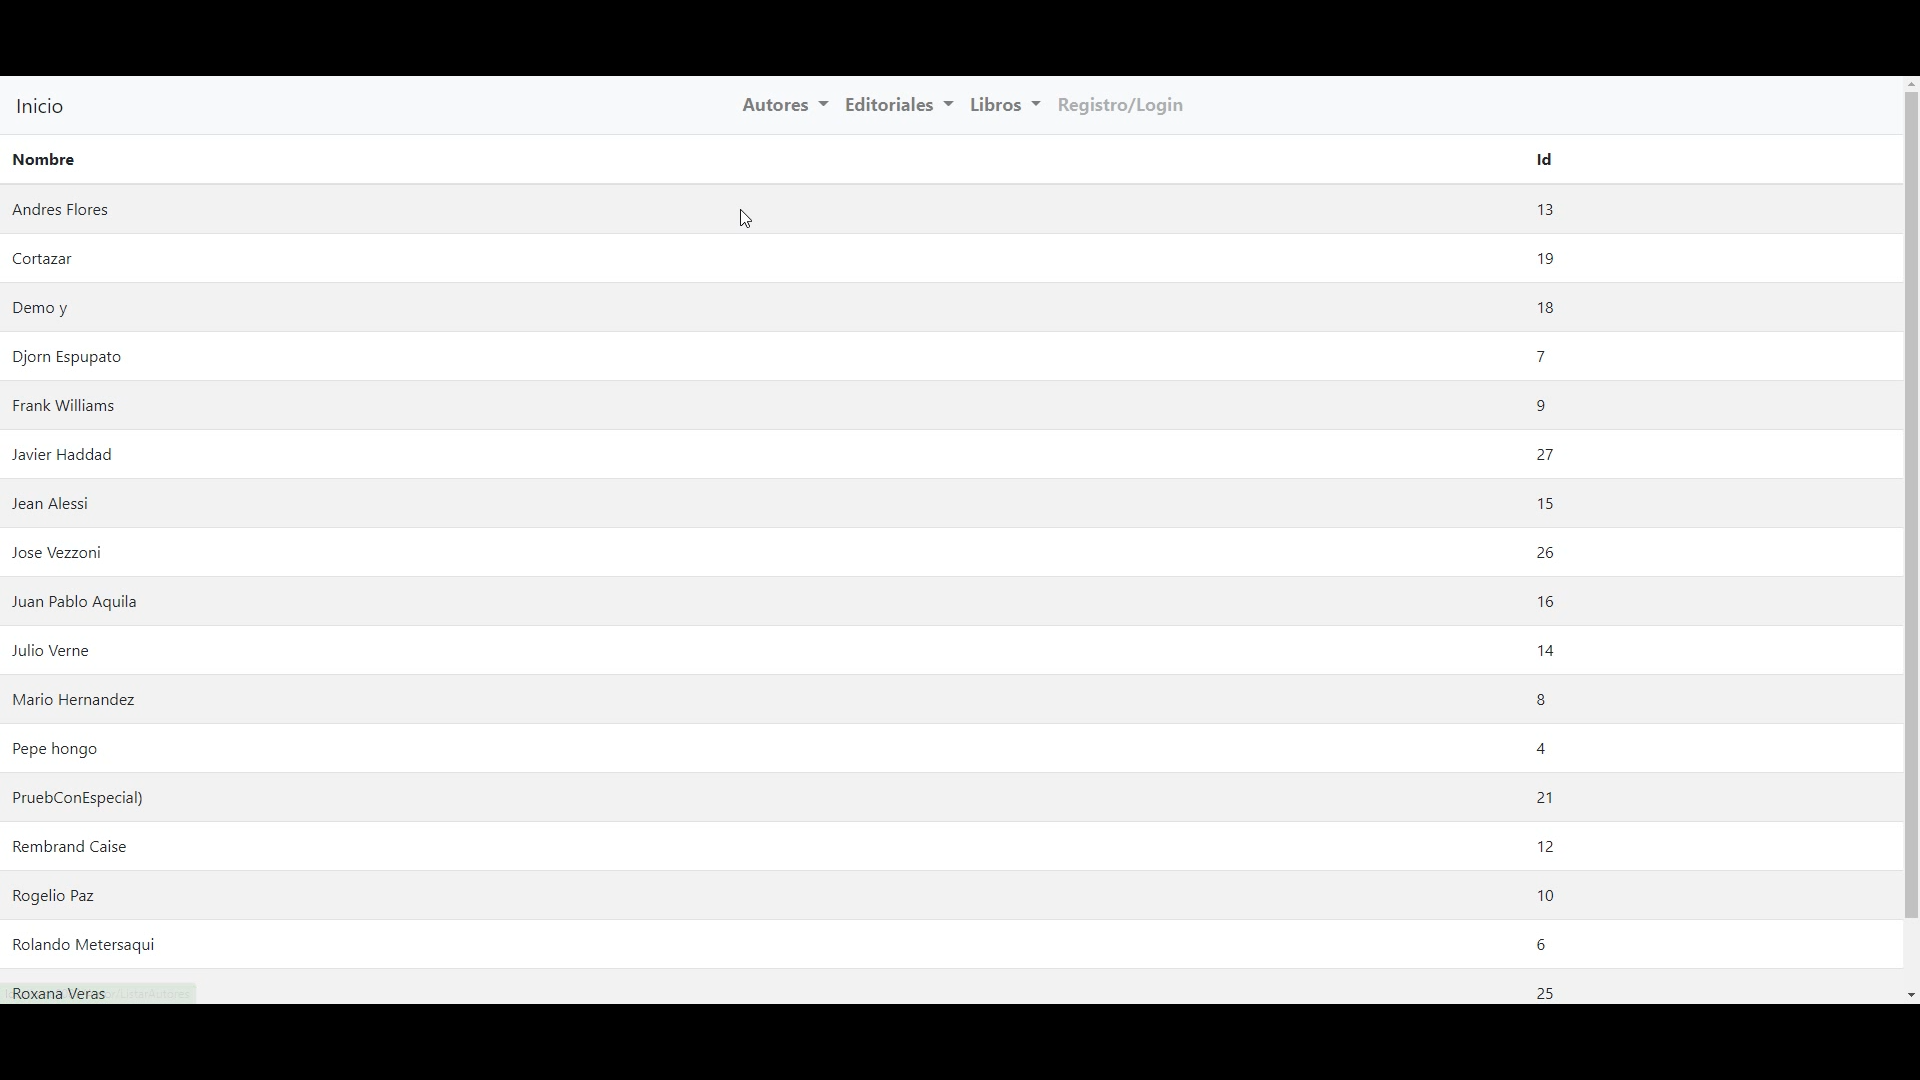 Inicio Autores Editoriales Libros Registro/Login
Nombre Id
Andres Flores 13
Cortazar 19
Demo y 18
Djorn Espupato 7
Frank Williams 9
Javier Haddad 27
Jean Alessi 15
Jose Vezzoni 26
Juan Pablo Aquila 16
Julio Verne 14
Mario Hernandez 8
Pepe hongo 4
PruebConEspecial) 21
Rembrand Caise 12
Rogelio Paz 10
Rolando Metersaqui 6
Roxana Veras 25